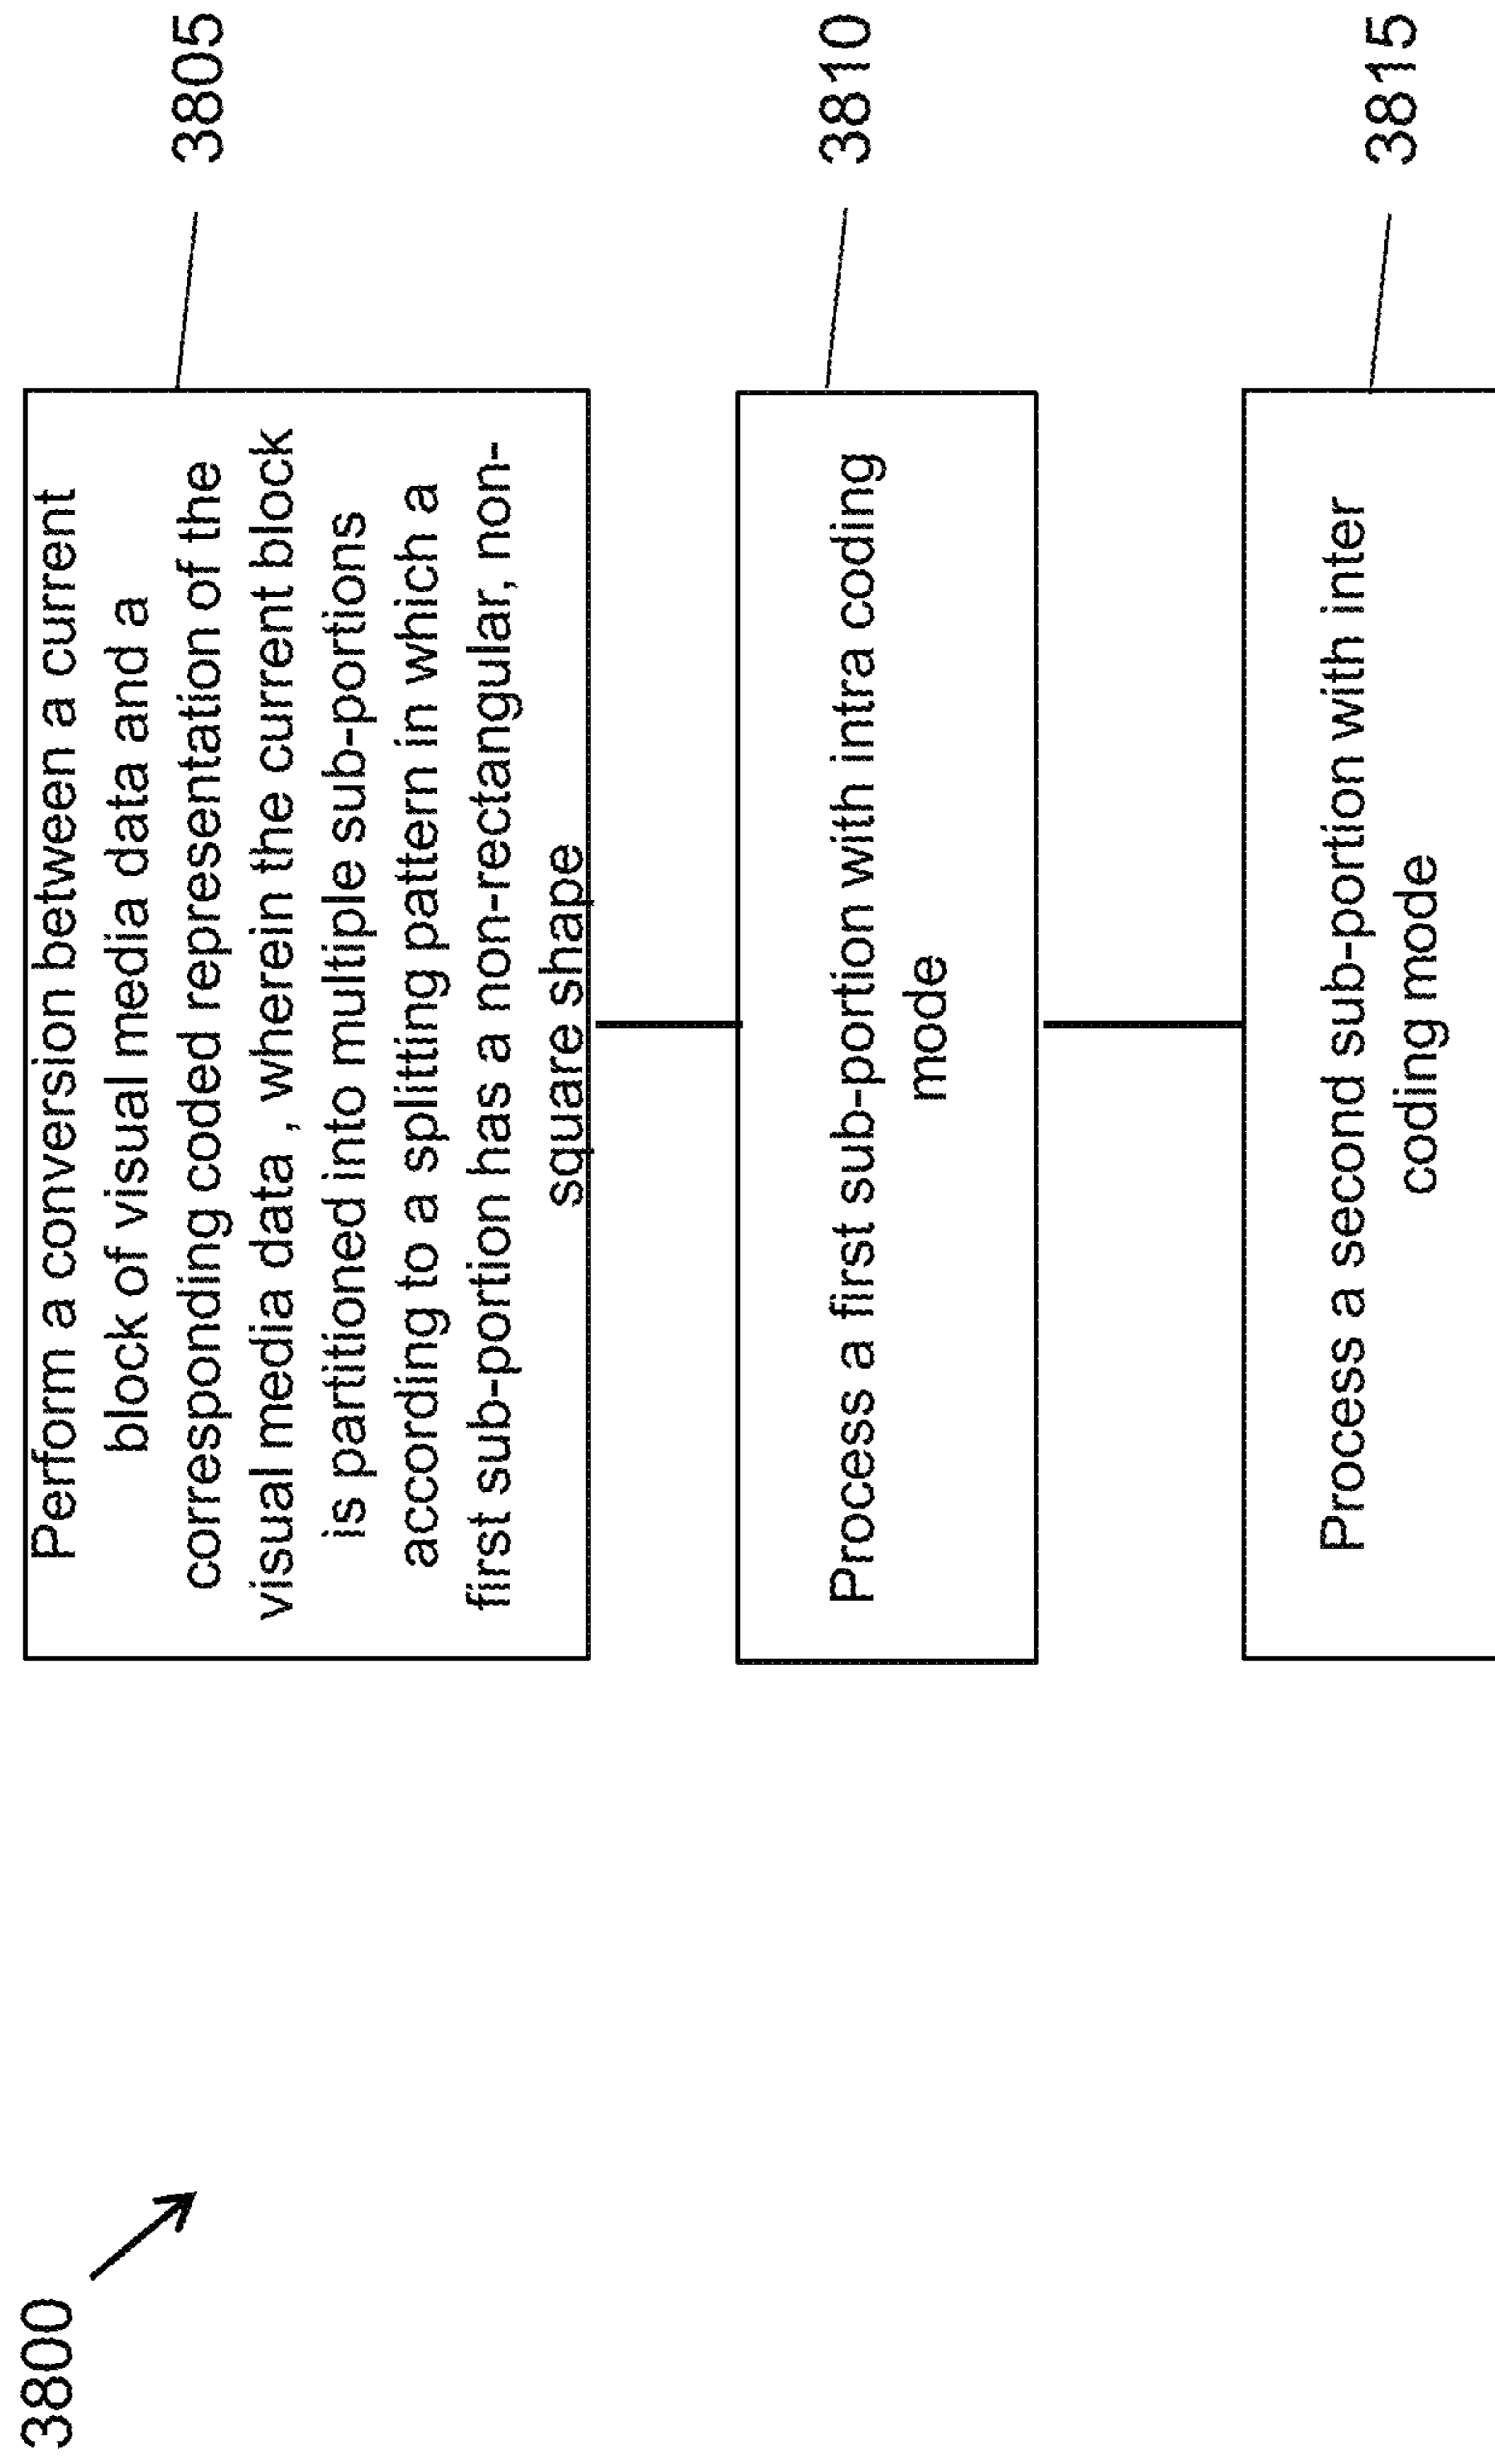 3800
Perform a conversion between a current
block of visual media data and a
corresponding coded representation of the
visual media data , wherein the current block
is partitioned into multiple sub-portions
according to a splitting pattern in which a
first sub-portion has a non-rectangular, non-
square shape
3805
Process a first sub-portion with intra coding
mode
3810
Process a second sub-portion with inter
coding mode
3815